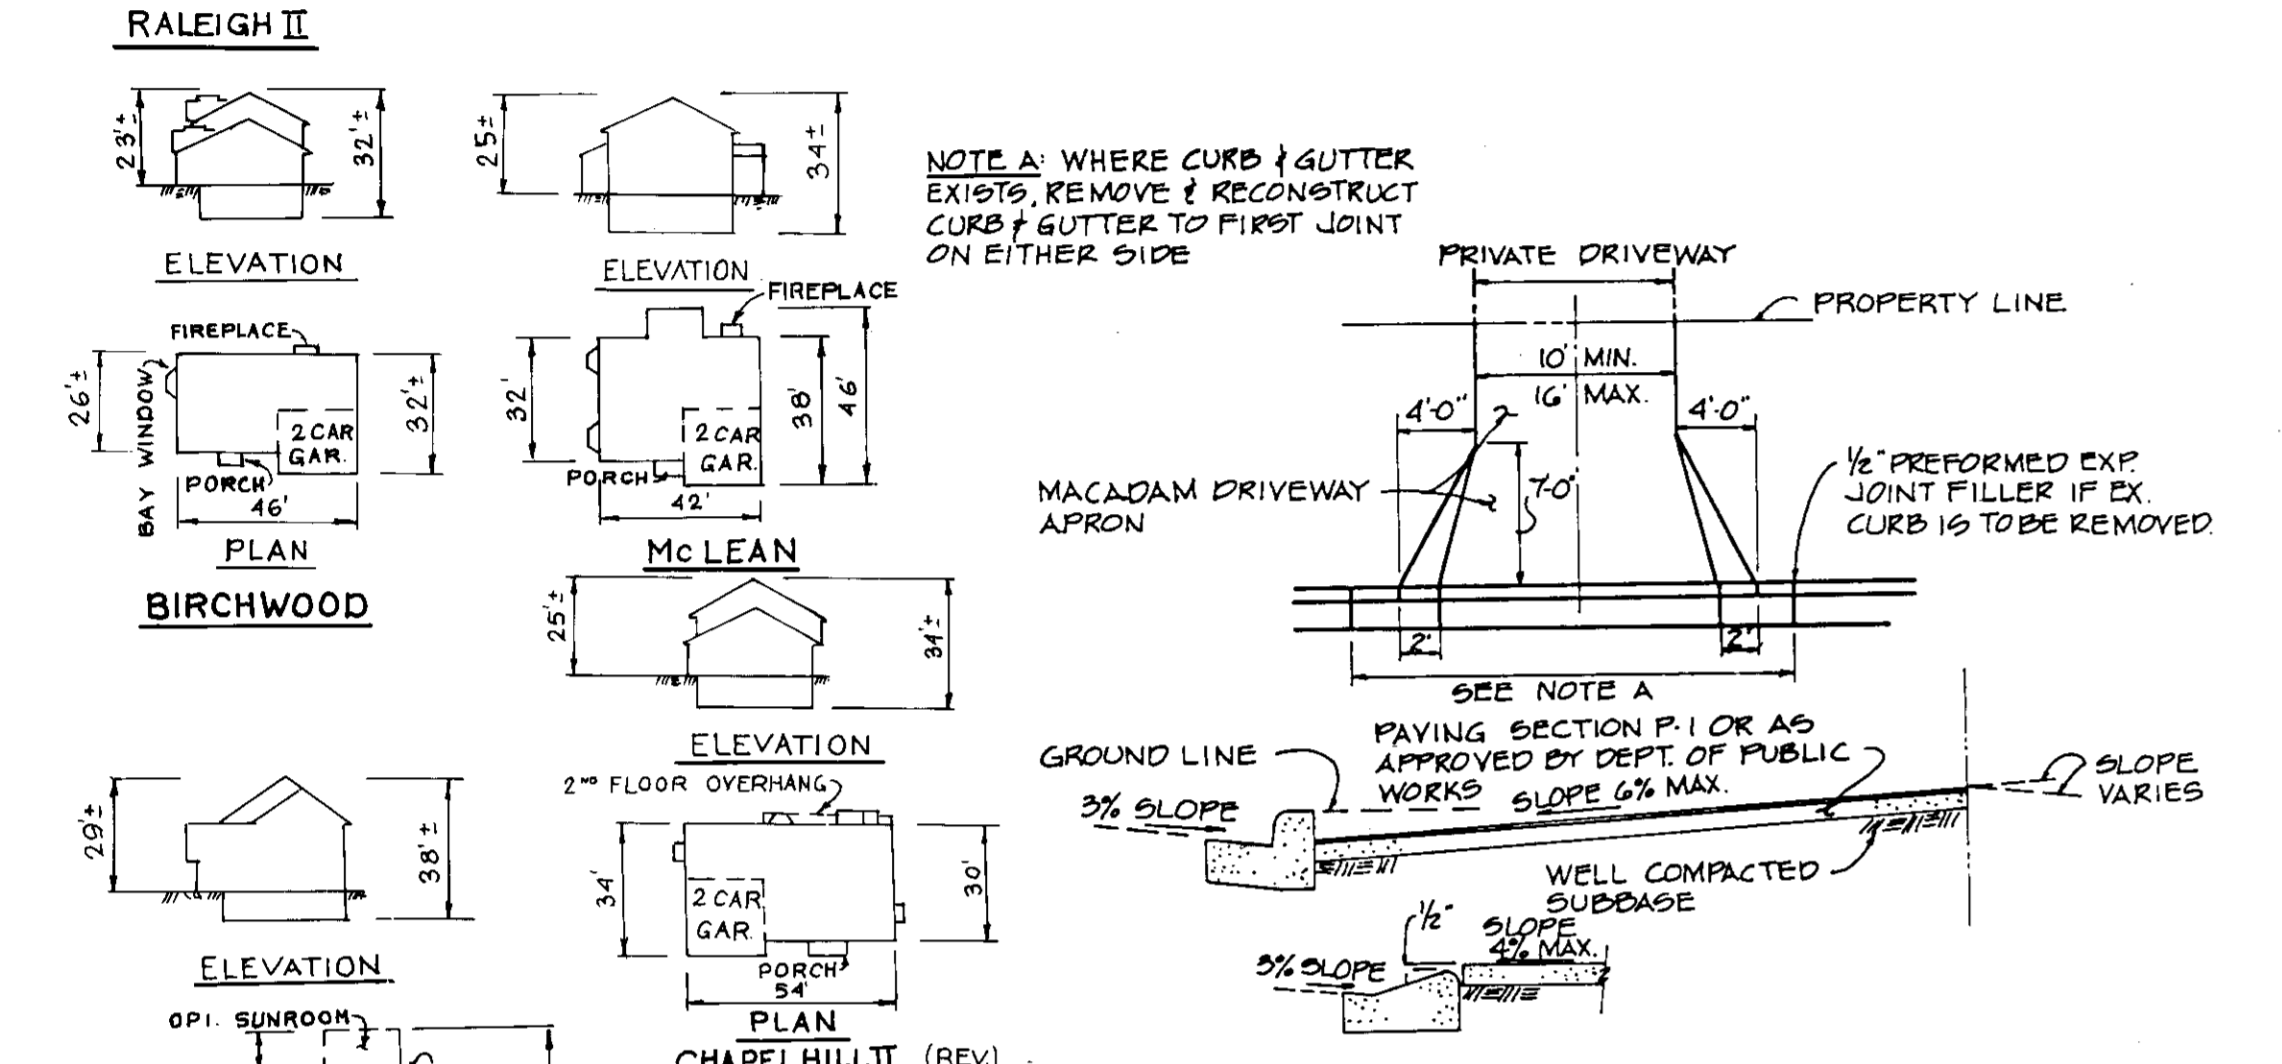 RALEIGH II
23'±
32'±
ELEVATION
FIREPLACE
26'±
BAY WINDOW
2 CAR
GAR.
32'±
PORCH
46'
PLAN
BIRCHWOOD
29'±
38'±
ELEVATION
OPT. SUNROOM
25±
34±
ELEVATION
FIREPLACE
32'
2 CAR
GAR.
38'
46'
PORCH
42'
McLEAN
25'±
34'±
ELEVATION
2ND FLOOR OVERHANG
34'
2 CAR
GAR.
30'
PORCH
54'
PLAN
CHAPEL HILL II (REV.)
NOTE A: WHERE CURB & GUTTER
EXISTS, REMOVE & RECONSTRUCT
CURB & GUTTER TO FIRST JOINT
ON EITHER SIDE
PRIVATE DRIVEWAY
PROPERTY LINE
10' MIN.
16' MAX.
4'-0"
4'-0"
MACADAM DRIVEWAY
APRON
7'-0"
1/2" PREFORMED EXP.
JOINT FILLER IF EX.
CURB IS TO BE REMOVED.
2'
2'
SEE NOTE A
PAVING SECTION P-1 OR AS
APPROVED BY DEPT. OF PUBLIC
WORKS
GROUND LINE
3% SLOPE
SLOPE 6% MAX.
SLOPE
VARIES
WELL COMPACTED
SUBBASE
1/2"
SLOPE
4% MAX.
3% SLOPE